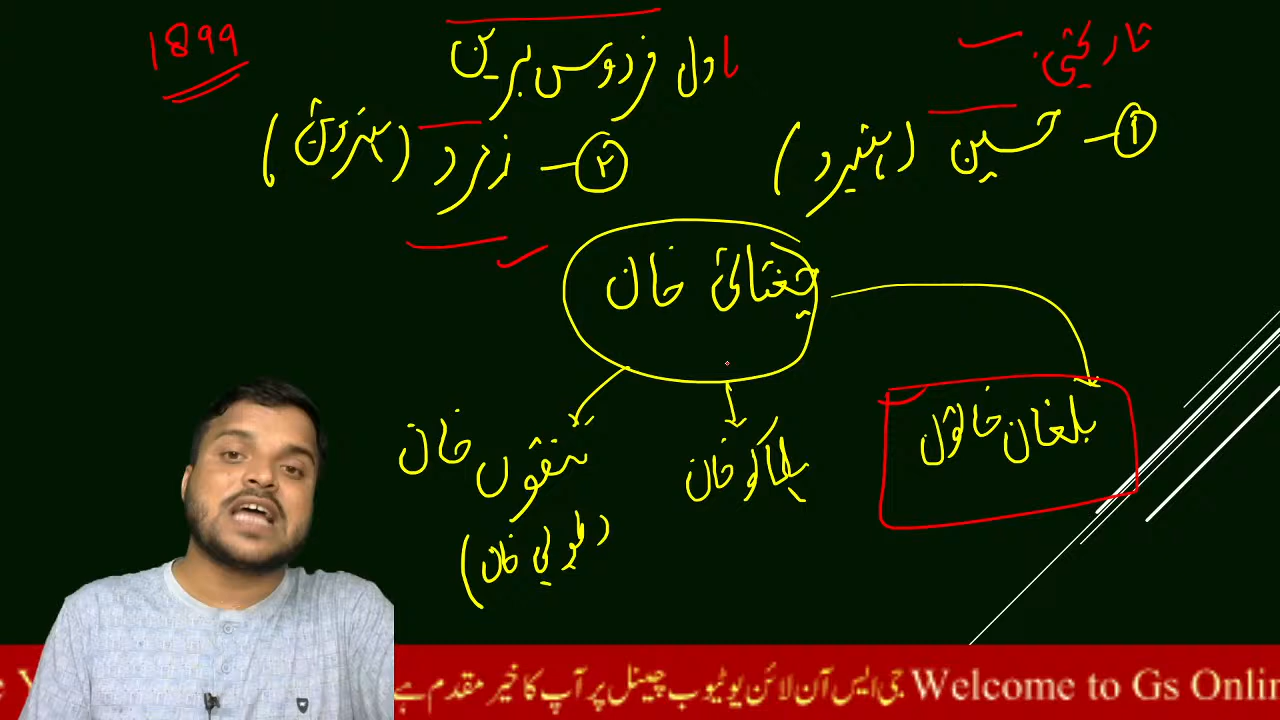 تاریخی
ناول فردوس بریں
1899
۱- حسین (ہیرو)
۲- زمرد (ہیروئن)
چغتائی خان
بلغان خاتون
ہلاکو خان
منقوں خان
(طولی خان)
جی ایس آن لائن یوٹیوب چینل پر آپ کا خیر مقدم ہے Welcome to Gs Onlin